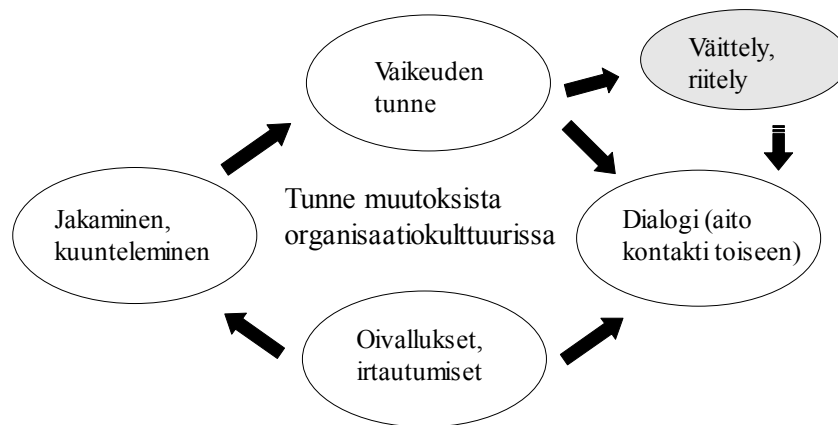 Vaikeuden
tunne
Väittely,
riitely
Jakaminen,
kuunteleminen
Tunne muutoksista
organisaatiokulttuurissa
Dialogi (aito
kontakti toiseen)
Oivallukset,
irtautumiset